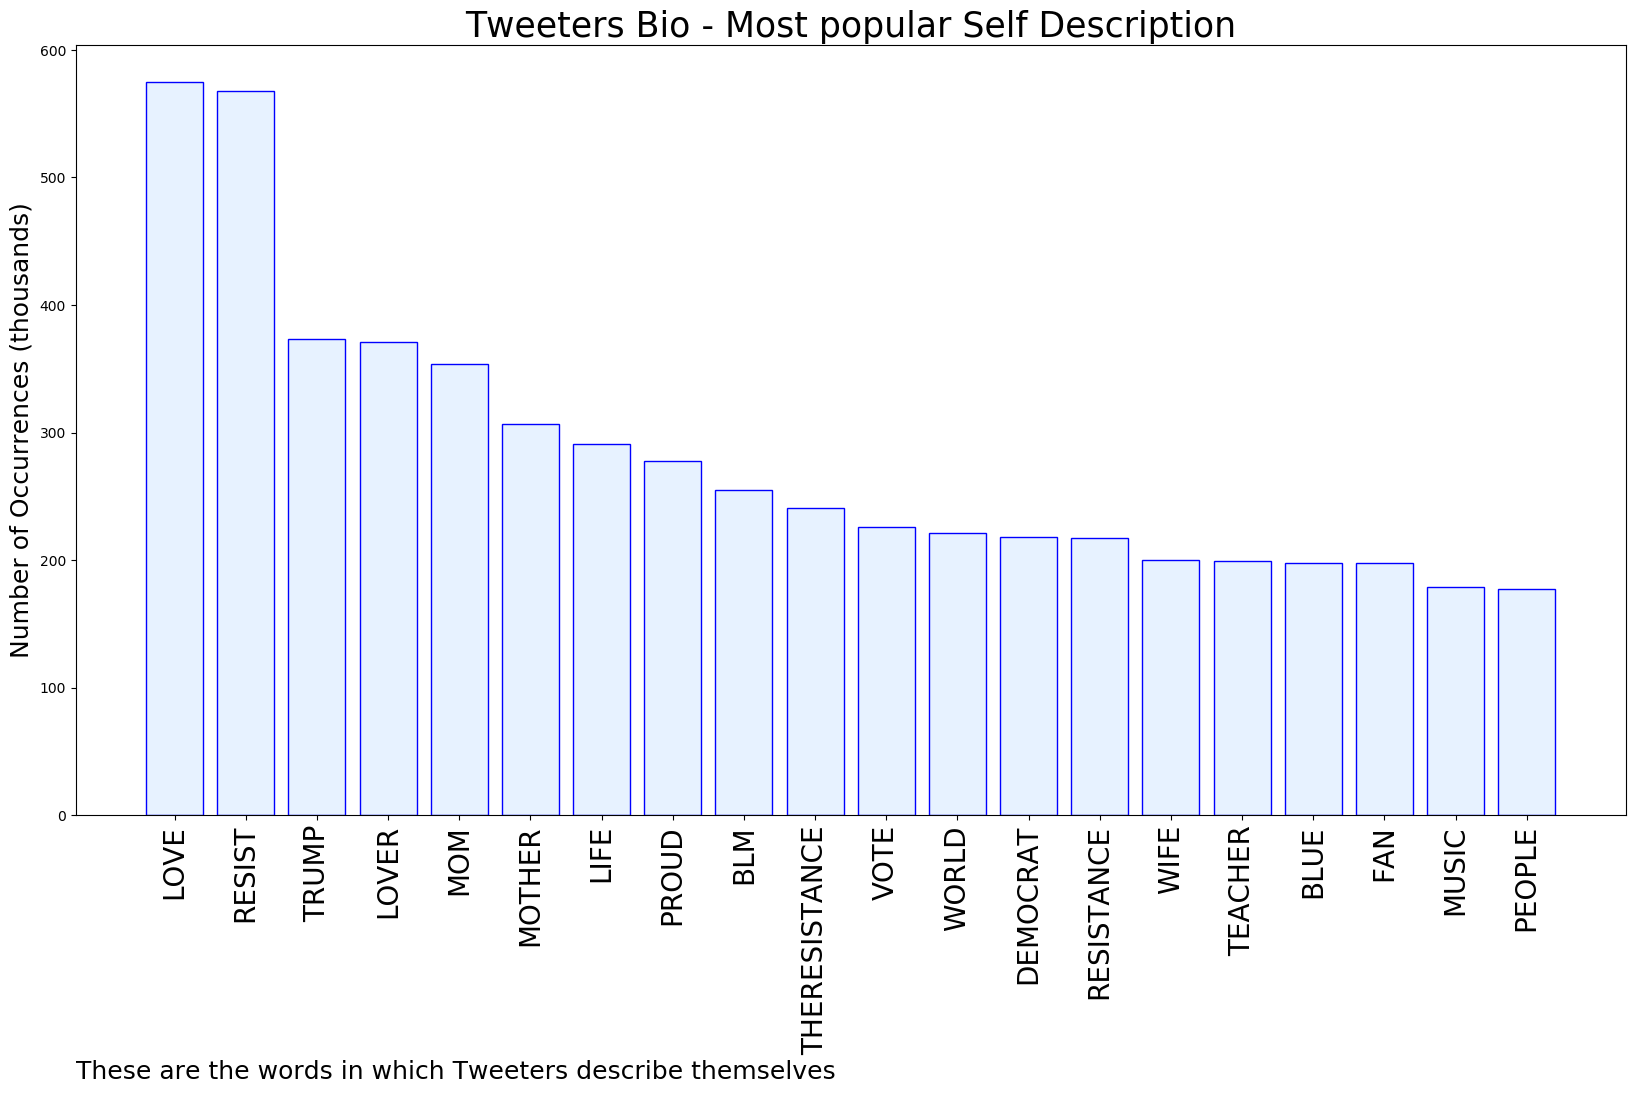 Tweeters Bio - Most popular Self Description
Number of Occurrences (thousands)
600
500
400
300
200
100
0
LOVE
RESIST
TRUMP
LOVER
MOM
MOTHER
LIFE
PROUD
BLM
THERESISTANCE
VOTE
WORLD
DEMOCRAT
RESISTANCE
WIFE
TEACHER
BLUE
FAN
MUSIC
PEOPLE
These are the words in which Tweeters describe themselves